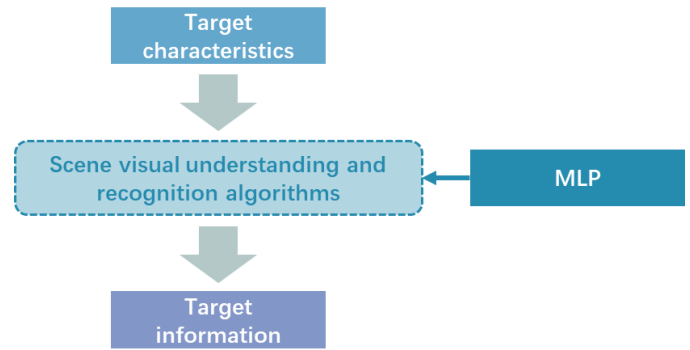 Target
characteristics
Scene visual understanding and
recognition algorithms
MLP
Target
information